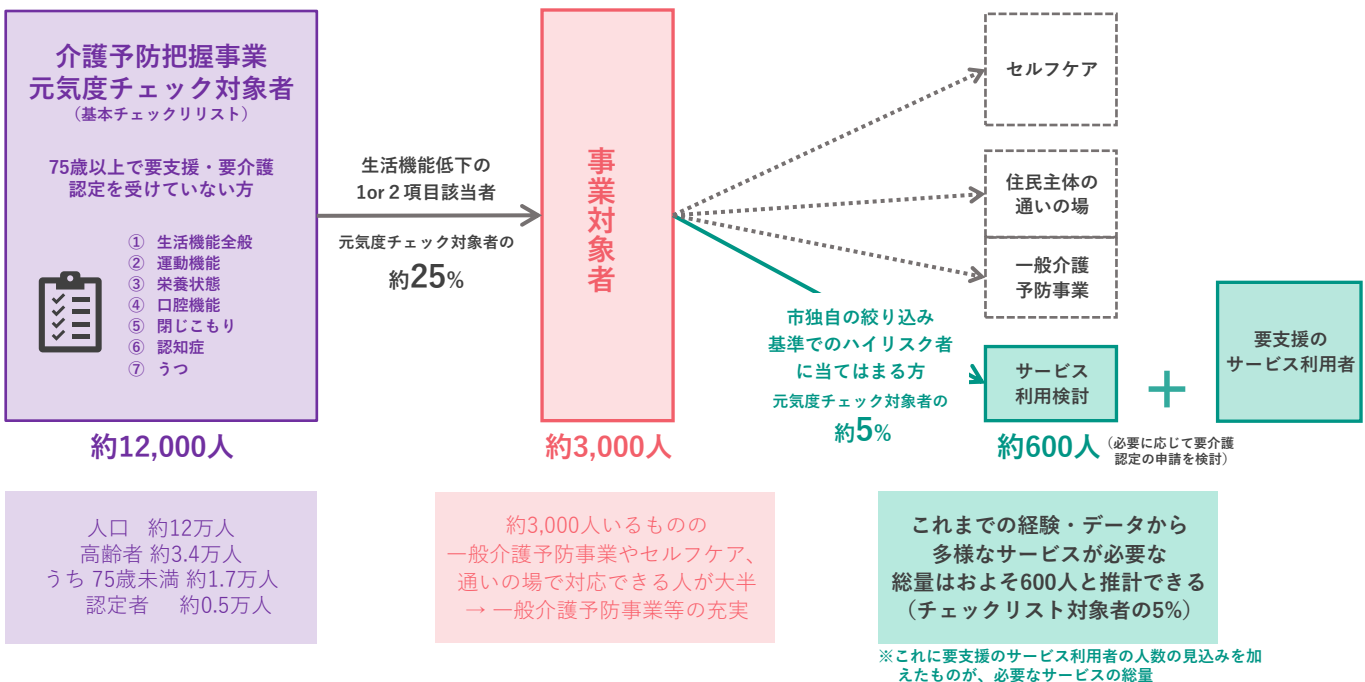 介護予防把握事業
元気度チェック対象者
（基本チェックリリスト）
75歳以上で要支援・要介護
認定を受けていない方
① 生活機能全般
② 運動機能
③ 栄養状態
④ 口腔機能
⑤ 閉じこもり
⑥ 認知症
⑦ うつ
約12,000人
生活機能低下の
1or２項目該当者
元気度チェック対象者の
約25%
事業対象者
約3,000人
セルフケア
住民主体の
通いの場
一般介護
予防事業
市独自の絞り込み
基準でのハイリスク者
に当てはまる方
元気度チェック対象者の
約5%
サービス
利用検討
約600人
（必要に応じて要介護
認定の申請を検討）
＋
要支援の
サービス利用者
人口 約12万人
高齢者 約3.4万人
うち 75歳未満 約1.7万人
認定者 約0.5万人
約3,000人いるものの
一般介護予防事業やセルフケア、
通いの場で対応できる人が大半
→ 一般介護予防事業等の充実
これまでの経験・データから
多様なサービスが必要な
総量はおよそ600人と推計できる
（チェックリスト対象者の5%）
※これに要支援のサービス利用者の人数の見込みを加
えたものが、必要なサービスの総量